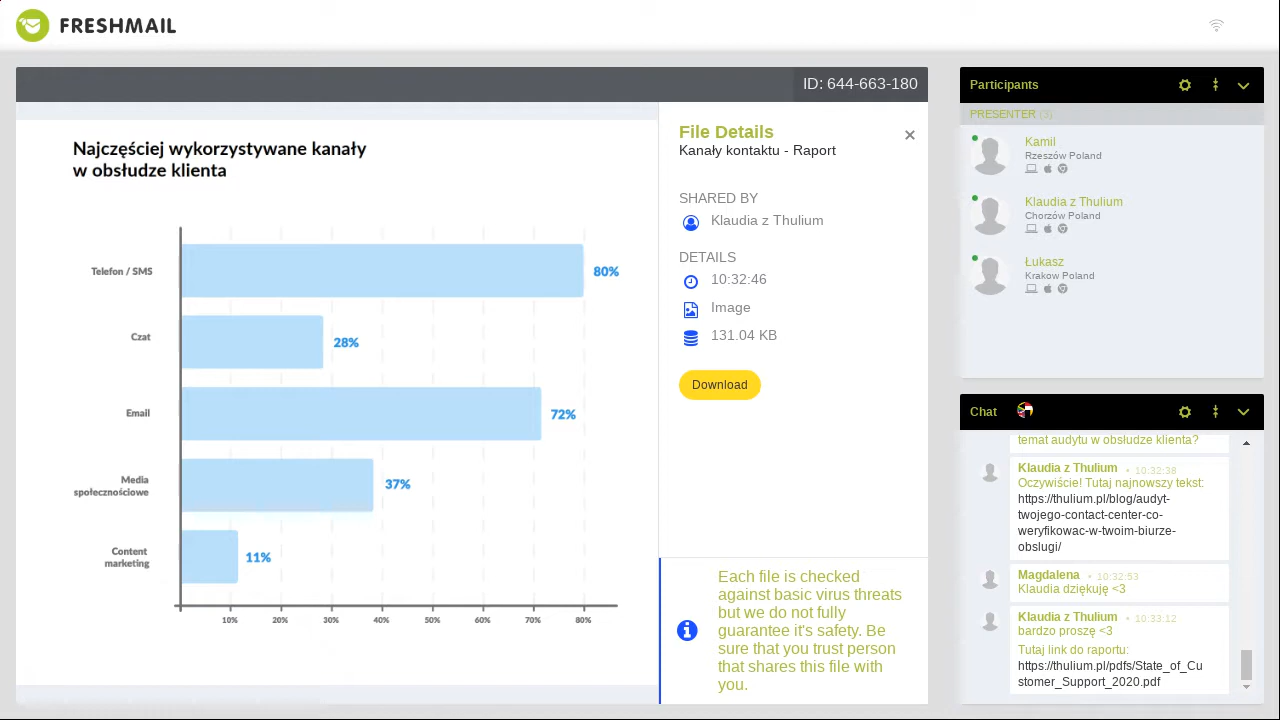 FRESHMAIL
ID: 644-663-180
Najczęściej wykorzystywane kanały
w obsłudze klienta
Telefon / SMS
80%
Czat
28%
Email
72%
Media
społecznościowe
37%
Content
marketing
11%
10%
20%
30%
40%
50%
60%
70%
80%
File Details
Kanały kontaktu - Raport
SHARED BY
Klaudia z Thulium
DETAILS
10:32:46
Image
131.04 KB
Download
Each file is checked
against basic virus threats
but we do not fully
guarantee it's safety. Be
sure that you trust person
that shares this file with
you.
Participants
PRESENTER (3)
Kamil
Rzeszów Poland
Klaudia z Thulium
Chorzów Poland
Łukasz
Krakow Poland
Chat
temat audytu w obsłudze klienta?
Klaudia z Thulium • 10:32:38
Oczywiście! Tutaj najnowszy tekst:
https://thulium.pl/blog/audyt-
twojego-contact-center-co-
weryfikowac-w-twoim-biurze-
obslugi/
Magdalena • 10:32:53
Klaudia dziękuję <3
Klaudia z Thulium • 10:33:12
bardzo proszę <3
Tutaj link do raportu:
https://thulium.pl/pdfs/State_of_Cu
stomer_Support_2020.pdf